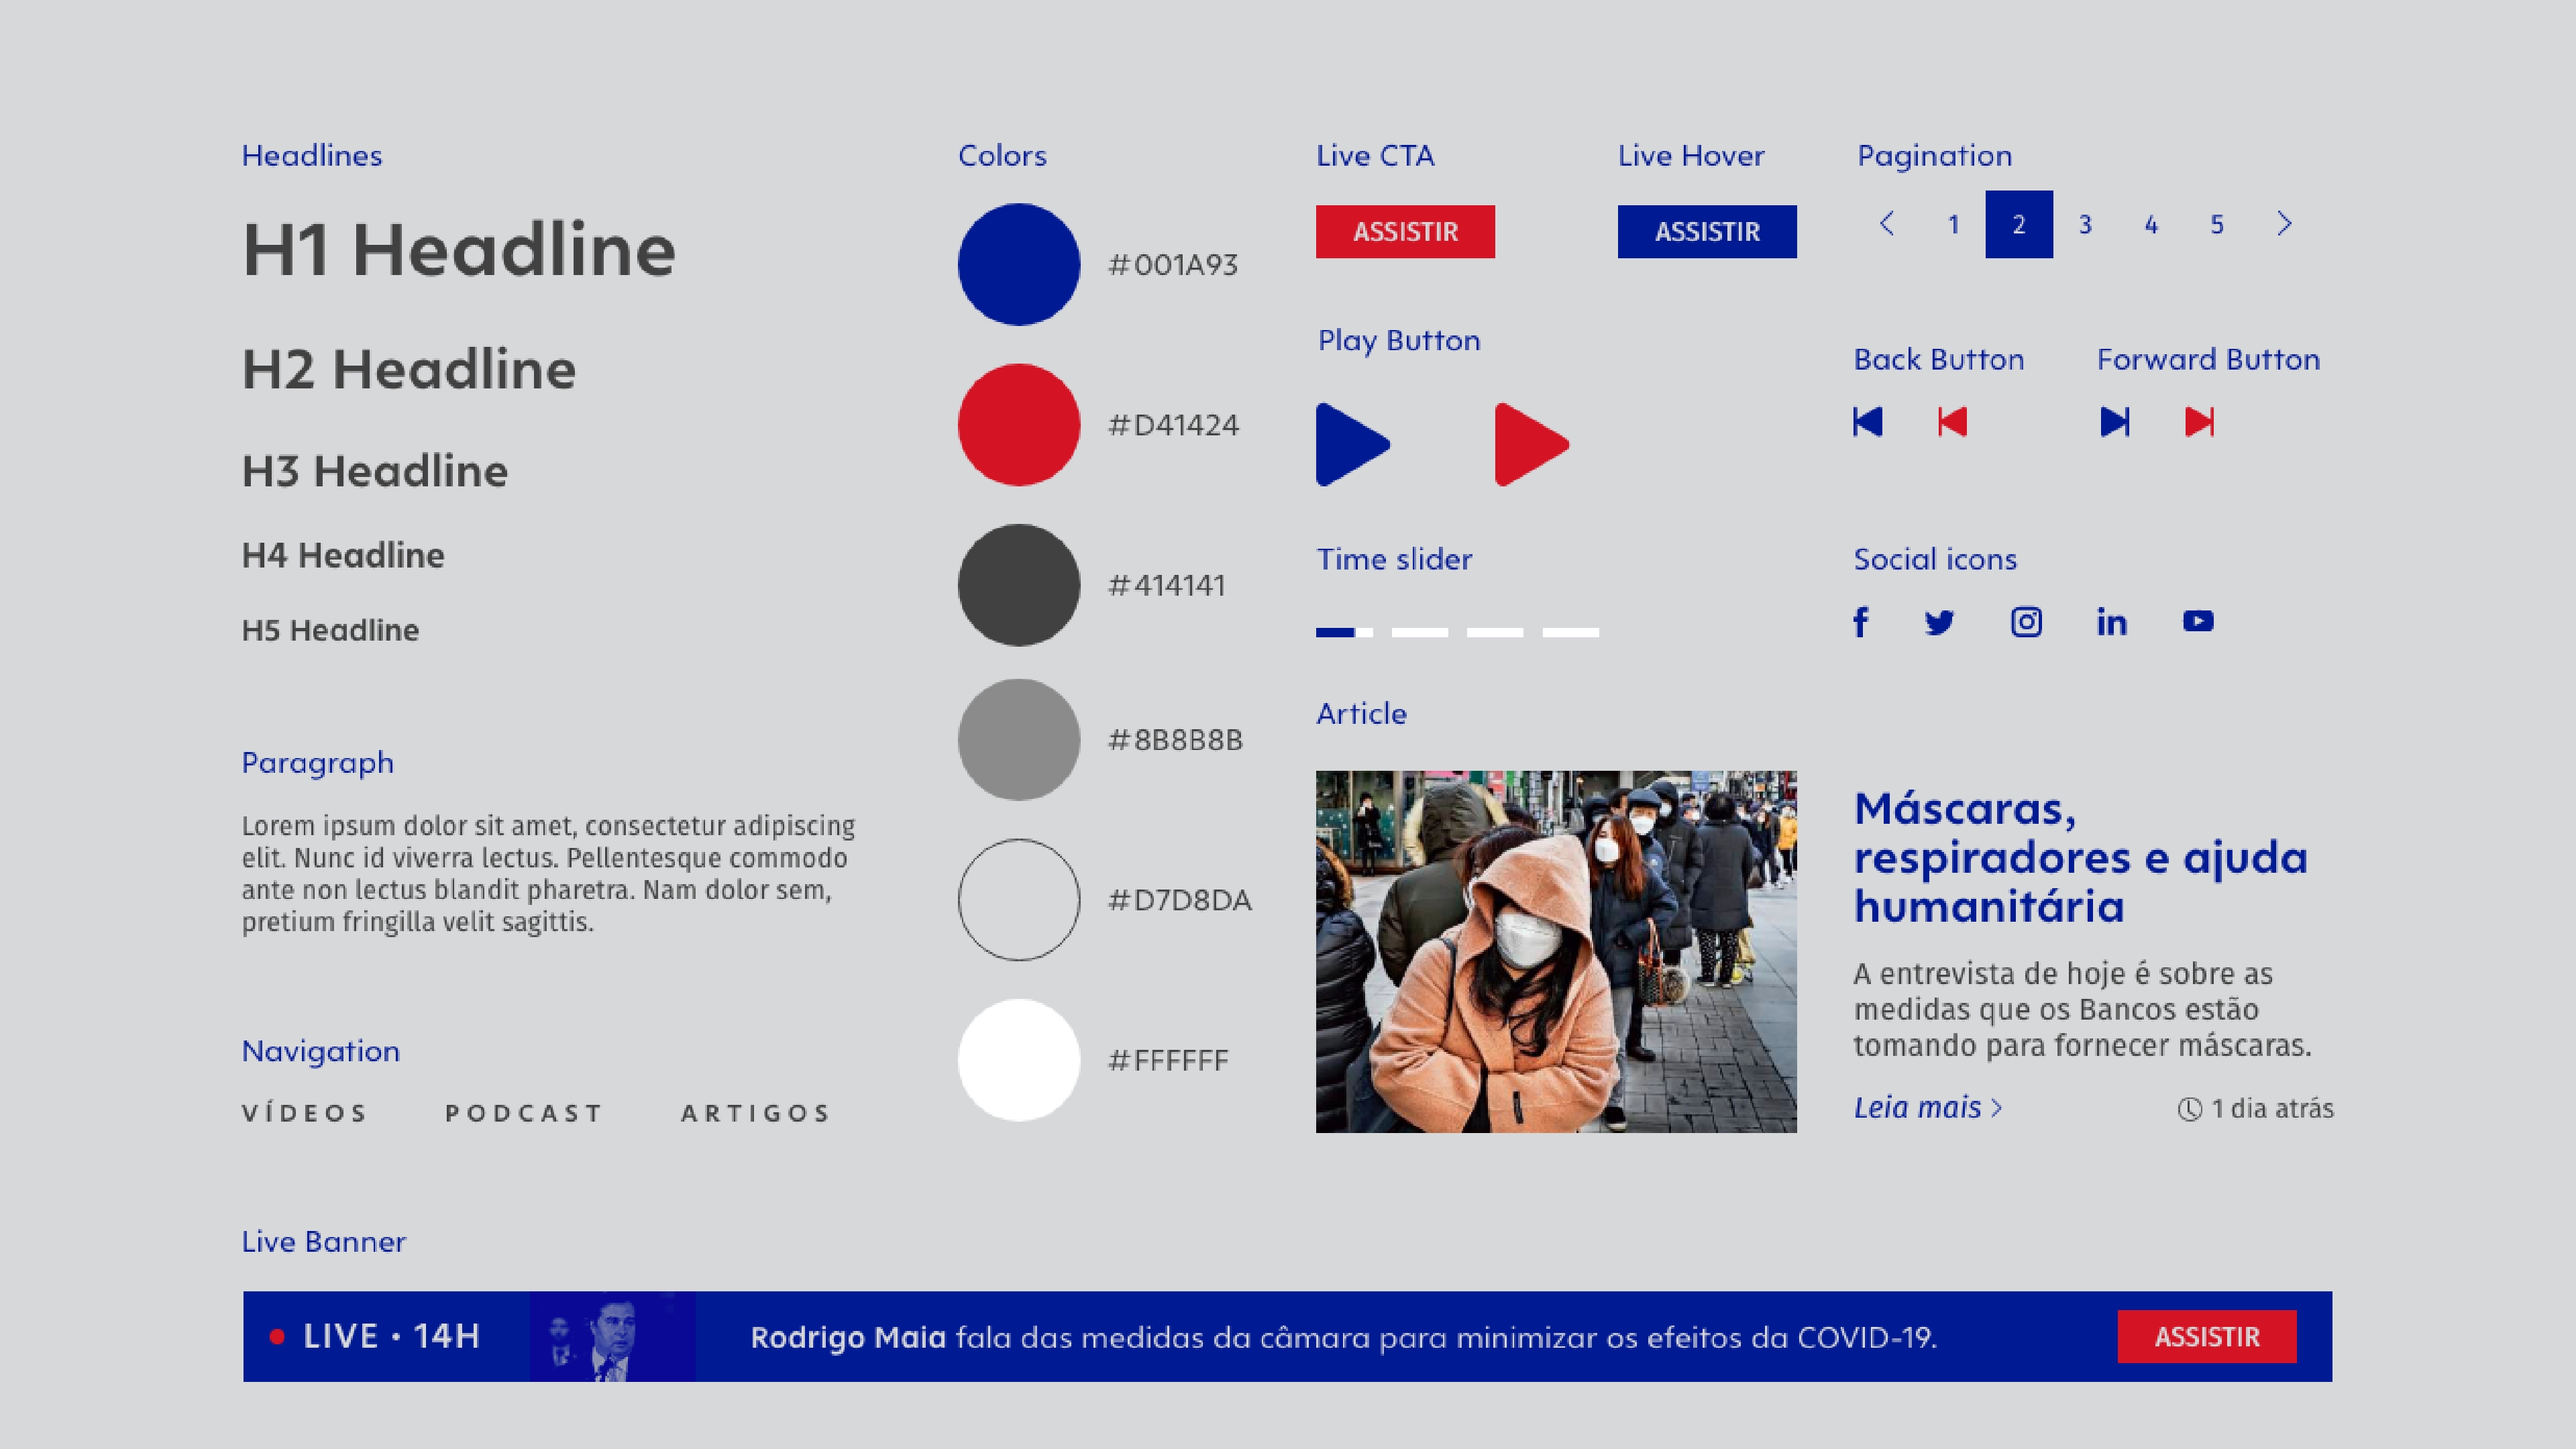 Headlines
H1 Headline
H2 Headline
H3 Headline
H4 Headline
H5 Headline
Paragraph
Lorem ipsum dolor sit amet, consectetur adipiscing
elit. Nunc id viverra lectus. Pellentesque commodo
ante non lectus blandit pharetra. Nam dolor sem,
pretium fringilla velit sagittis.
Navigation
VÍDEOS PODCAST ARTIGOS
Colors
#001A93
#D41424
#414141
#8B8B8B
#D7D8DA
#FFFFFF
Live CTA
ASSISTIR
Live Hover
ASSISTIR
Pagination
1 2 3 4 5
Play Button
Back Button
Forward Button
Time slider
Social icons
Article
Máscaras,
respiradores e ajuda
humanitária
A entrevista de hoje é sobre as
medidas que os Bancos estão
tomando para fornecer máscaras.
Leia mais >
1 dia atrás
Live Banner
LIVE • 14H
Rodrigo Maia fala das medidas da câmara para minimizar os efeitos da COVID-19.
ASSISTIR